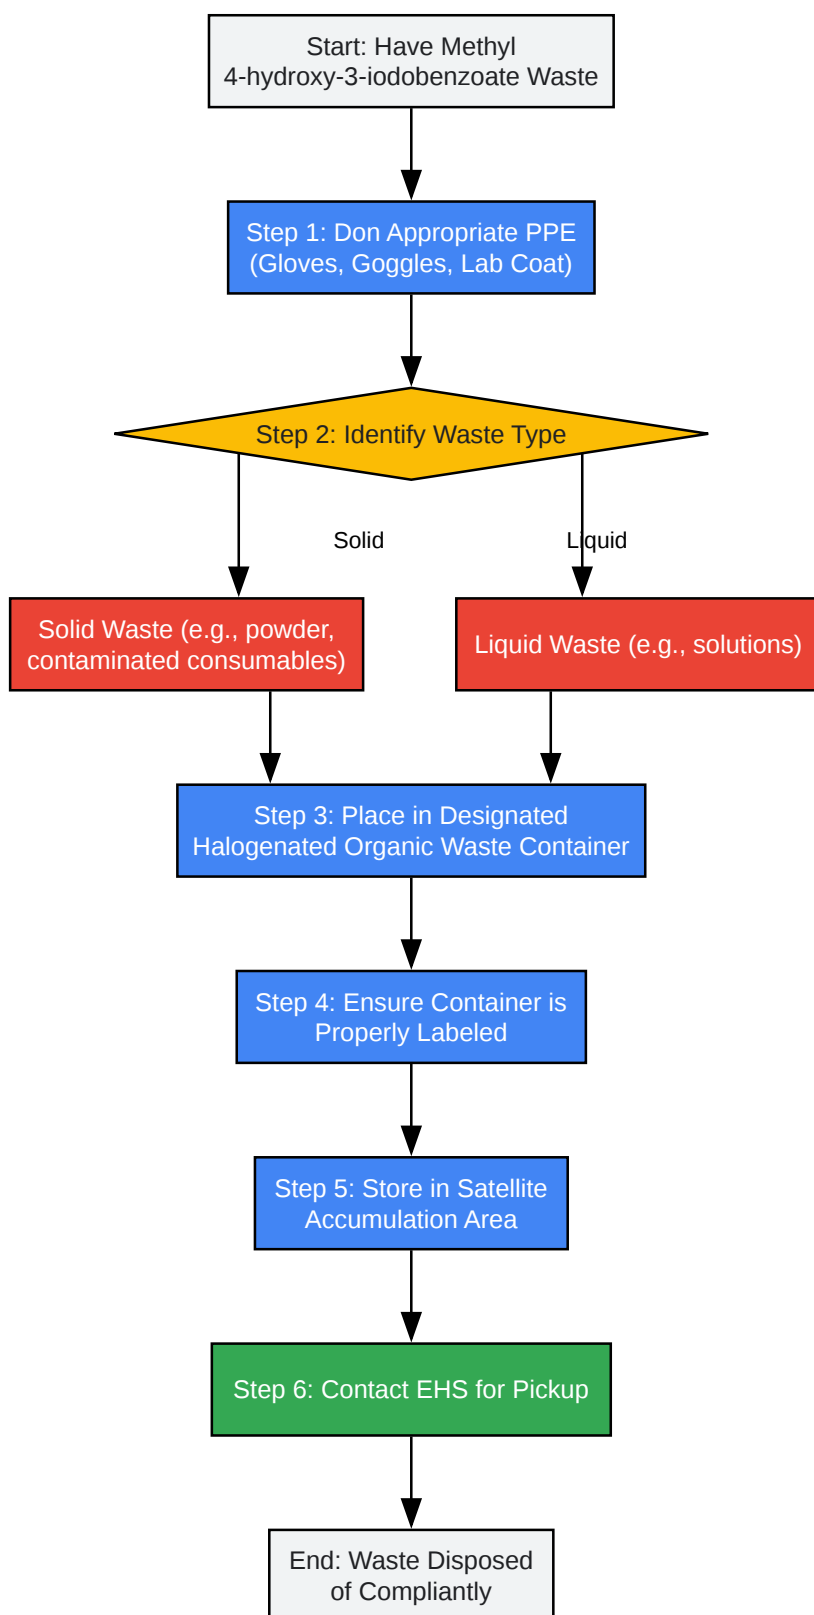 Start: Have Methyl
4-hydroxy-3-iodobenzoate Waste
Step 1: Don Appropriate PPE
(Gloves, Goggles, Lab Coat)
Step 2: Identify Waste Type
Solid
Liquid
Solid Waste (e.g., powder,
contaminated consumables)
Liquid Waste (e.g., solutions)
Step 3: Place in Designated
Halogenated Organic Waste Container
Step 4: Ensure Container is
Properly Labeled
Step 5: Store in Satellite
Accumulation Area
Step 6: Contact EHS for Pickup
End: Waste Disposed
of Compliantly